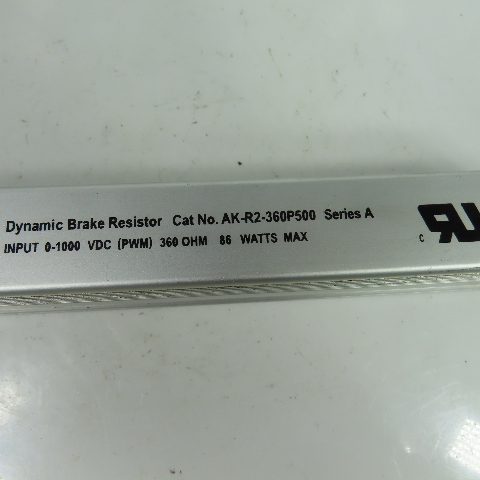 Dynamic Brake Resistor Cat No. AK-R2-360P500 Series A
INPUT 0-1000 VDC (PWM) 360 OHM 86 WATTS MAX
c RU